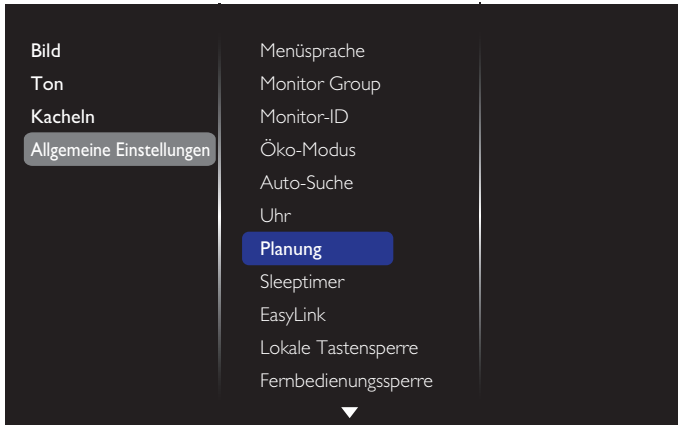 Bild
Ton
Kacheln
Allgemeine Einstellungen
Menüsprache
Monitor Group
Monitor-ID
Öko-Modus
Auto-Suche
Uhr
Planung
Sleeptimer
EasyLink
Lokale Tastensperre
Fernbedienungssperre